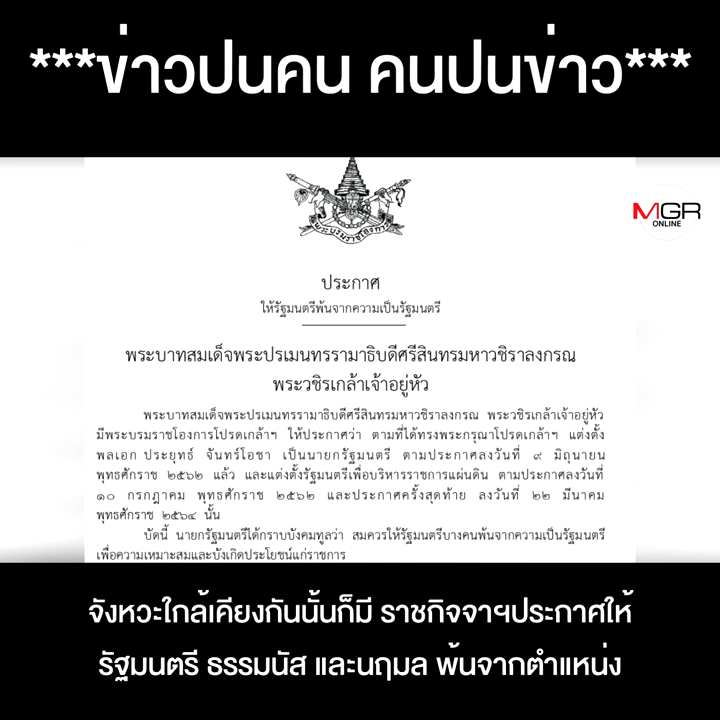 ***ข่าวปนคน คนปนข่าว***
MGR
ONLINE
พระบรมราชโองการ
ประกาศ
ให้รัฐมนตรีพ้นจากความเป็นรัฐมนตรี
พระบาทสมเด็จพระปรเมนทรรามาธิบดีศรีสินทรมหาวชิราลงกรณ
พระวชิรเกล้าเจ้าอยู่หัว
พระบาทสมเด็จพระปรเมนทรรามาธิบดีศรีสินทรมหาวชิราลงกรณ พระวชิรเกล้าเจ้าอยู่หัว
มีพระบรมราชโองการโปรดเกล้าฯ ให้ประกาศว่า ตามที่ได้ทรงพระกรุณาโปรดเกล้าฯ แต่งตั้ง
พลเอก ประยุทธ์ จันทร์โอชา เป็นนายกรัฐมนตรี ตามประกาศลงวันที่ ๙ มิถุนายน
พุทธศักราช ๒๕๖๒ แล้ว และแต่งตั้งรัฐมนตรีเพื่อบริหารราชการแผ่นดิน ตามประกาศลงวันที่
๑๐ กรกฎาคม พุทธศักราช ๒๕๖๒ และประกาศครั้งสุดท้าย ลงวันที่ ๒๒ มีนาคม
พุทธศักราช ๒๕๖๔ นั้น
บัดนี้ นายกรัฐมนตรีได้กราบบังคมทูลว่า สมควรให้รัฐมนตรีบางคนพ้นจากความเป็นรัฐมนตรี
เพื่อความเหมาะสมและบังเกิดประโยชน์แก่ราชการ
จังหวะใกล้เคียงกันนั้นก็มี ราชกิจจาฯประกาศให้
รัฐมนตรี ธรรมนัส และนฤมล พ้นจากตำแหน่ง